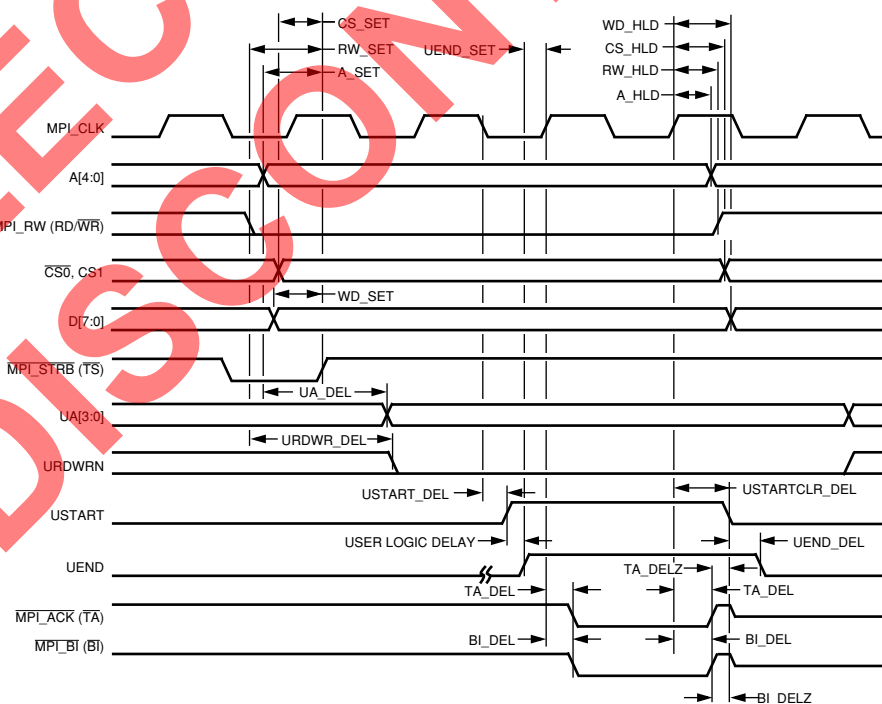 CS_SET
RW_SET
A_SET
UEND_SET
WD_HLD
CS_HLD
RW_HLD
A_HLD
MPI_CLK
A[4:0]
MPI_RW (RD/WR)
CS0, CS1
WD_SET
D[7:0]
MPI_STRB (TS)
UA_DEL
UA[3:0]
URDWR_DEL
URDWRN
USTART_DEL
USTARTCLR_DEL
USTART
USER LOGIC DELAY
UEND_DEL
UEND
TA_DELZ
TA_DEL
TA_DEL
MPI_ACK (TA)
BI_DEL
BI_DEL
MPI_BI (BI)
BI_DELZ